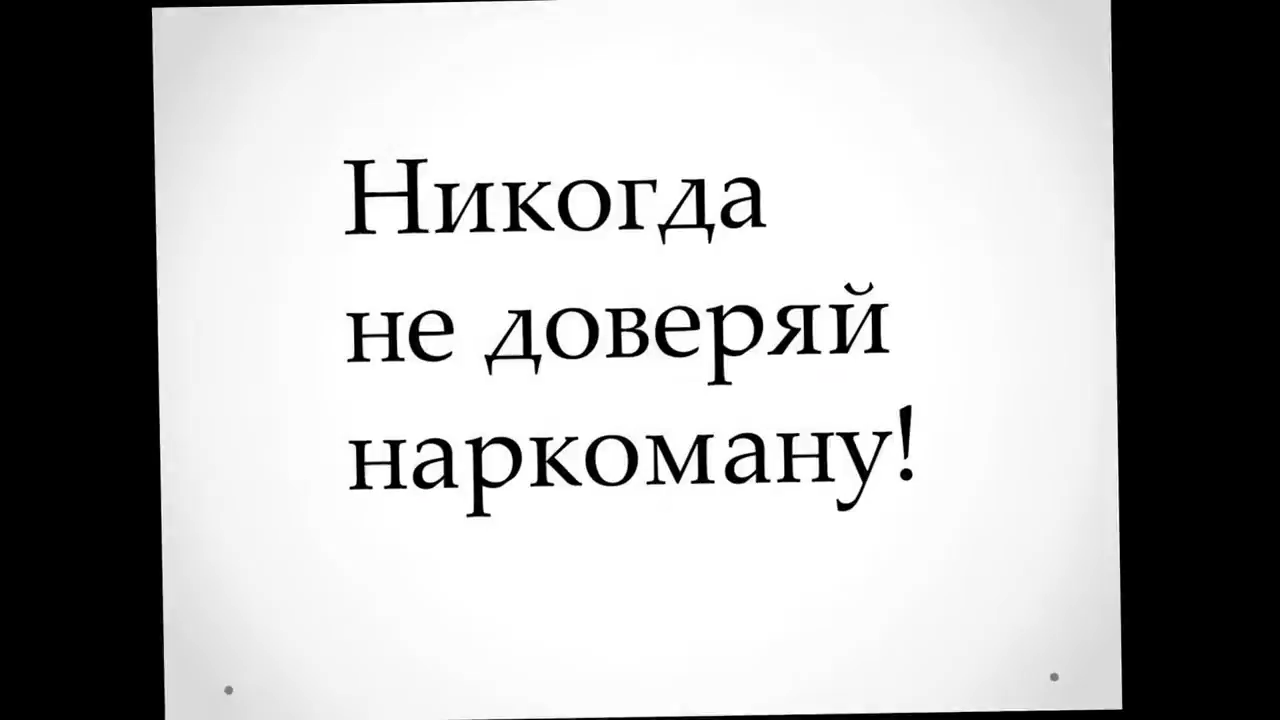 Никогда
не доверяй
наркоману!